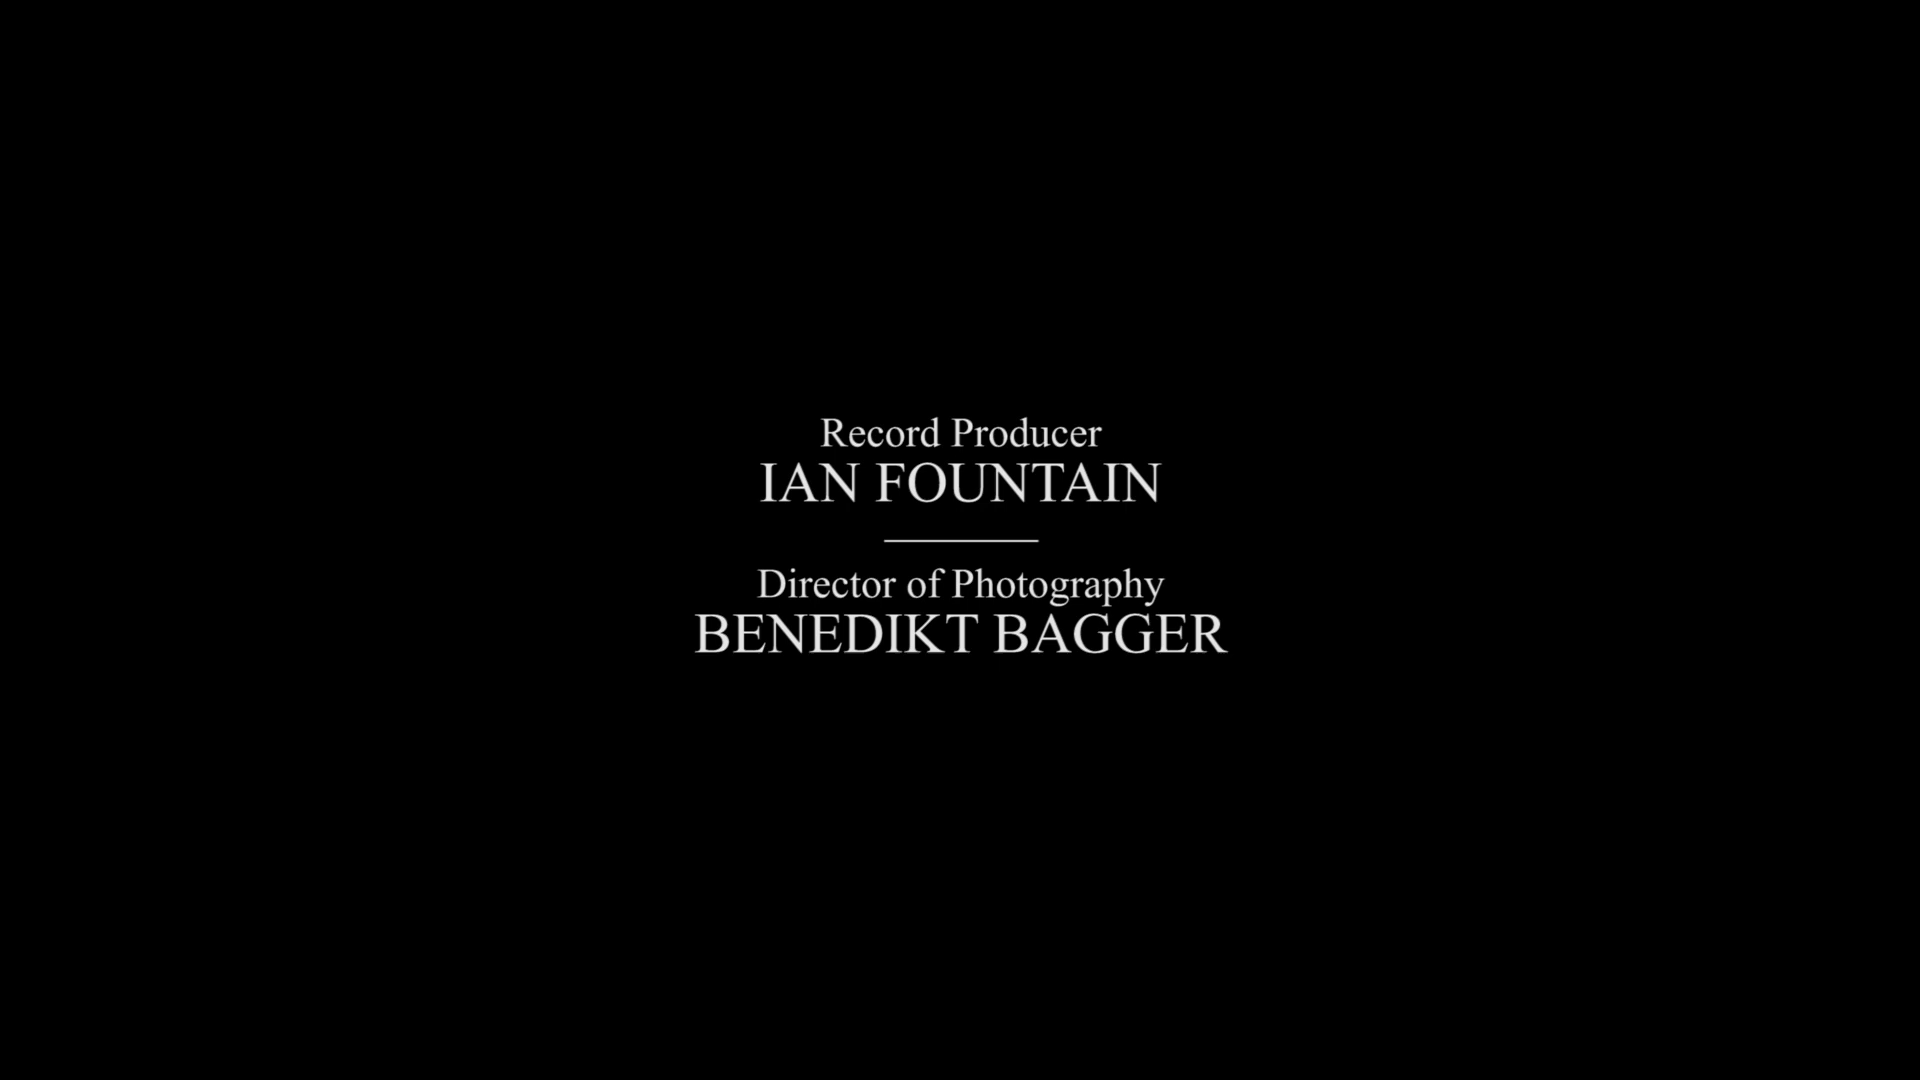 Record Producer
IAN FOUNTAIN
Director of Photography
BENEDIKT BAGGER